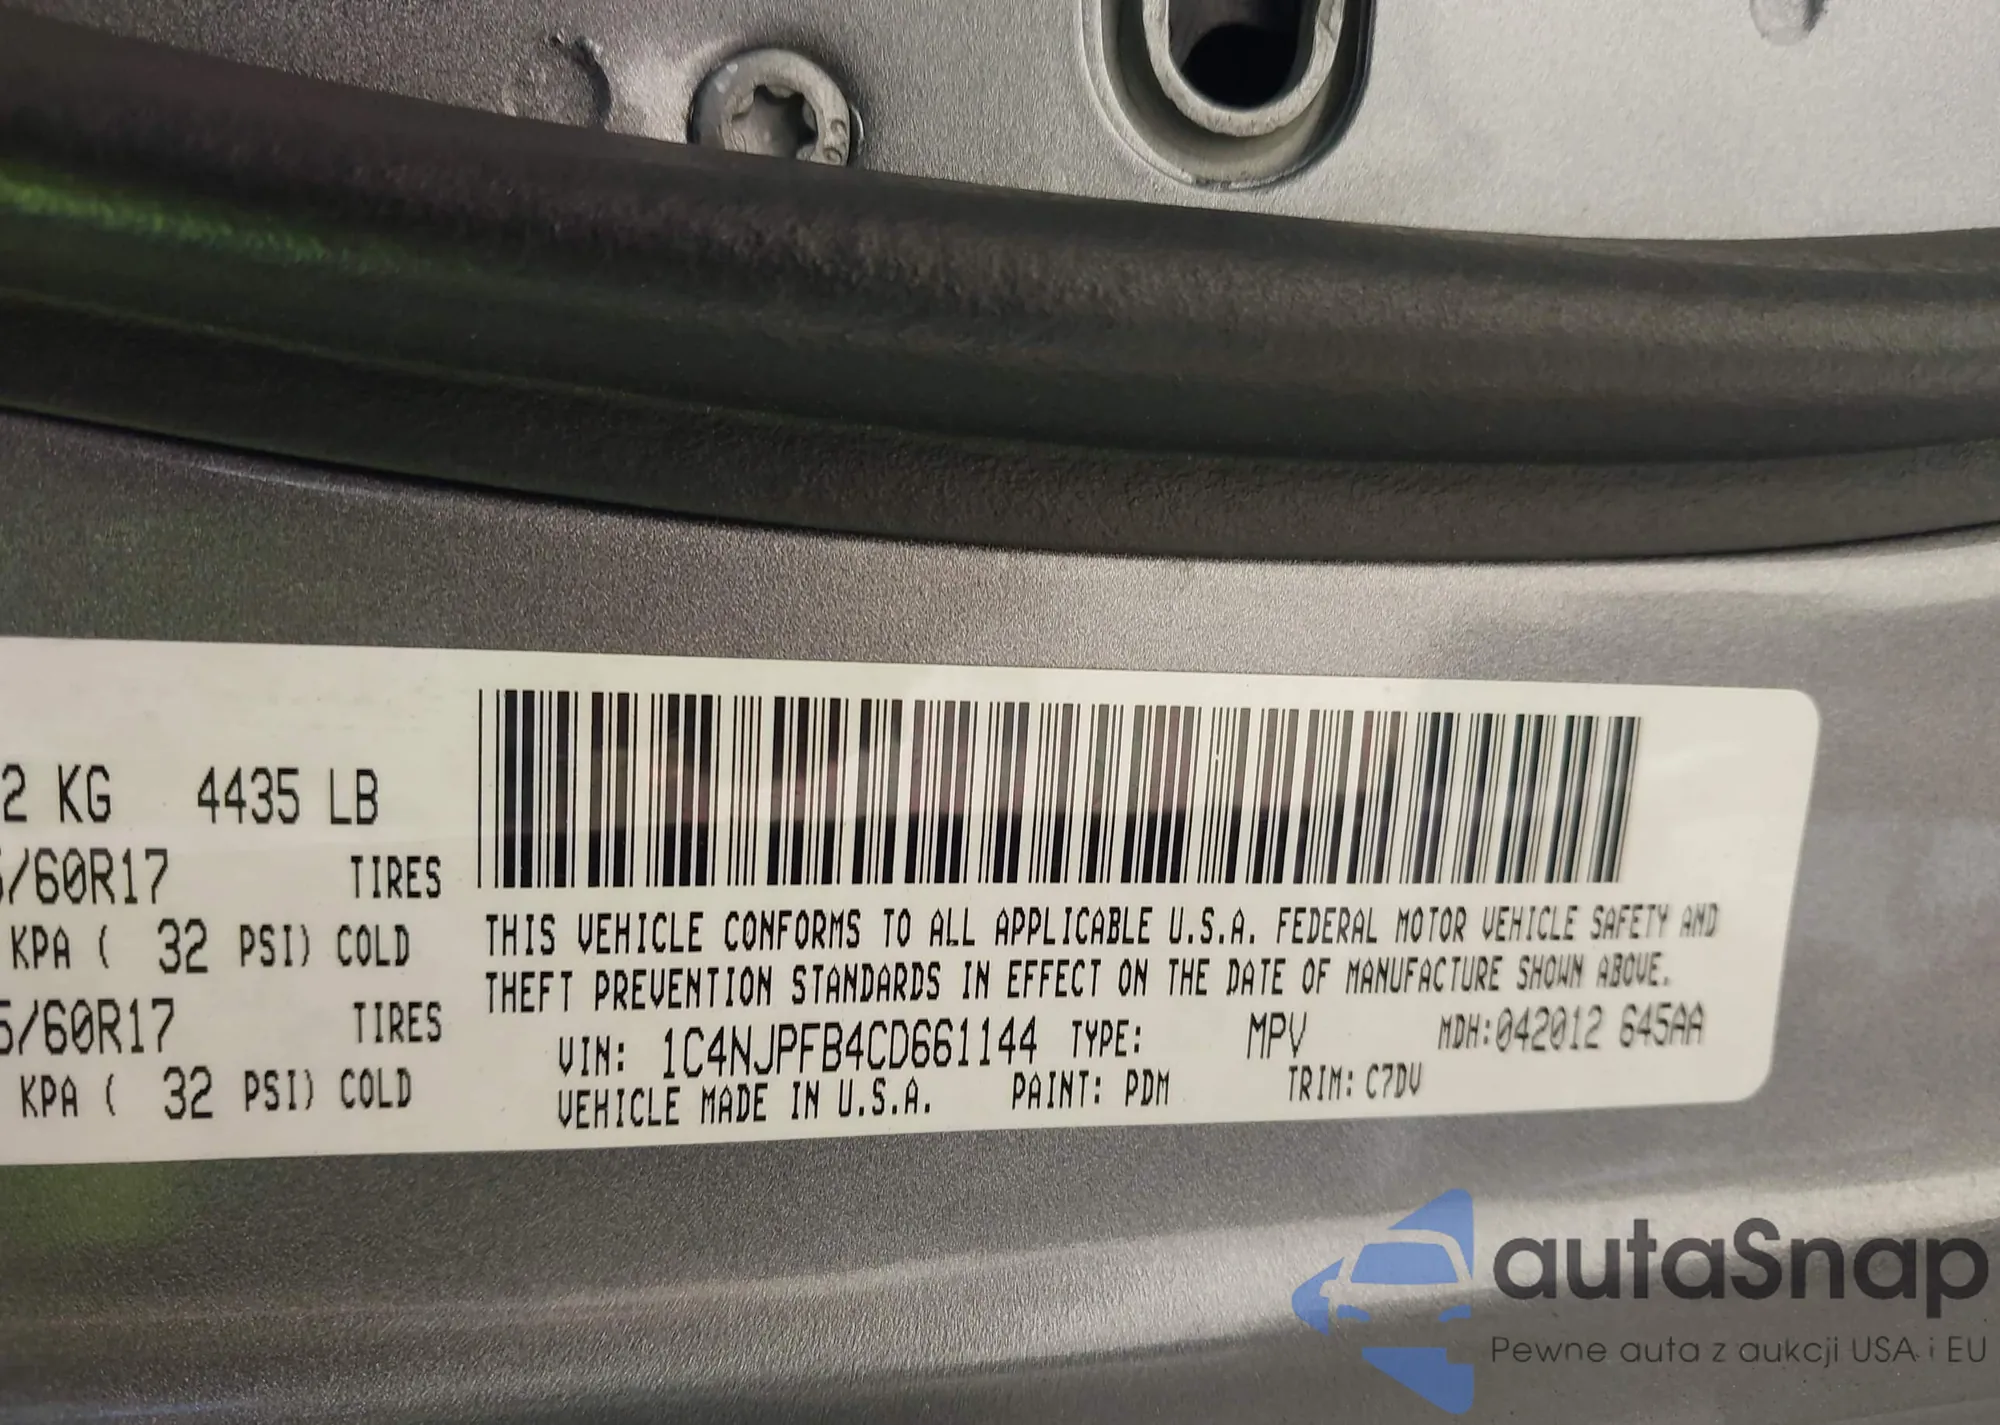 2 KG 4435 LB
/60R17 TIRES
KPA ( 32 PSI) COLD
5/60R17 TIRES
KPA ( 32 PSI) COLD
THIS VEHICLE CONFORMS TO ALL APPLICABLE U.S.A. FEDERAL MOTOR VEHICLE SAFETY AND
THEFT PREVENTION STANDARDS IN EFFECT ON THE DATE OF MANUFACTURE SHOWN ABOVE.
VIN: 1C4NJPFB4CD661144 TYPE: MPV MDH:042012 645AA
VEHICLE MADE IN U.S.A. PAINT: PDM TRIM: C7DV
autaSnap
Pewne auta z aukcji USA i EU